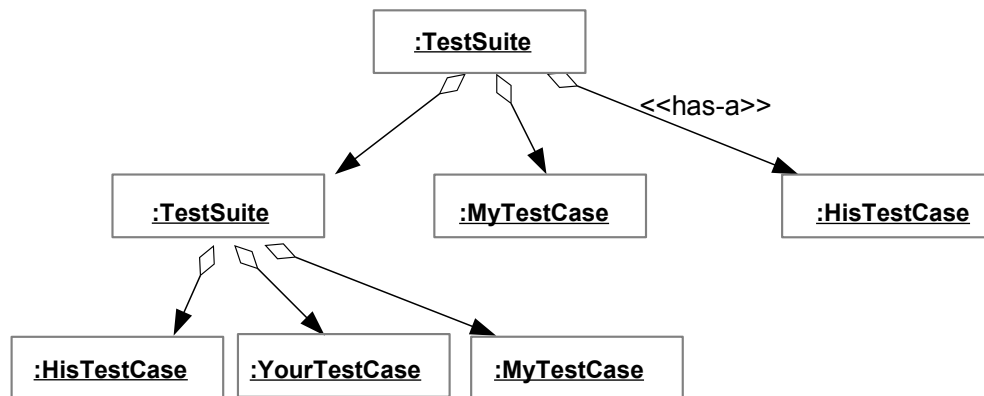 :TestSuite
<<has-a>>
:TestSuite
:MyTestCase
:HisTestCase
:HisTestCase
:YourTestCase
:MyTestCase